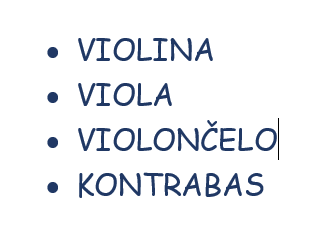 • VIOLINA
• VIOLA
• VIOLONČELO
• KONTRABAS